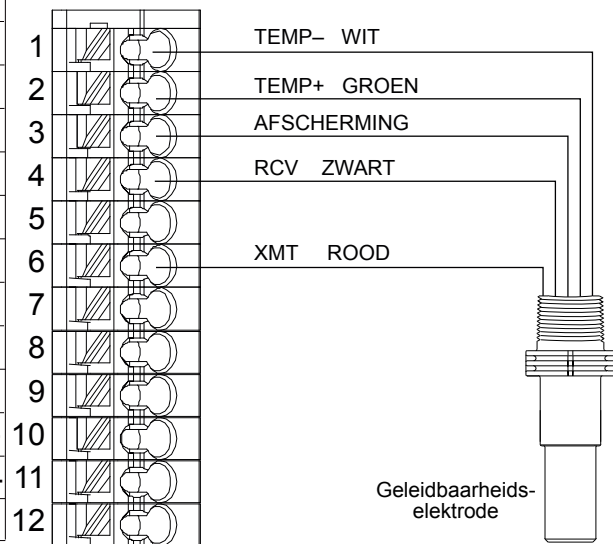 1 TEMP– WIT
2 TEMP+ GROEN
3 AFSCHERMING
4 RCV ZWART
5
6 XMT ROOD
7
8
9
10
11
12
Geleidbaarheids-
elektrode